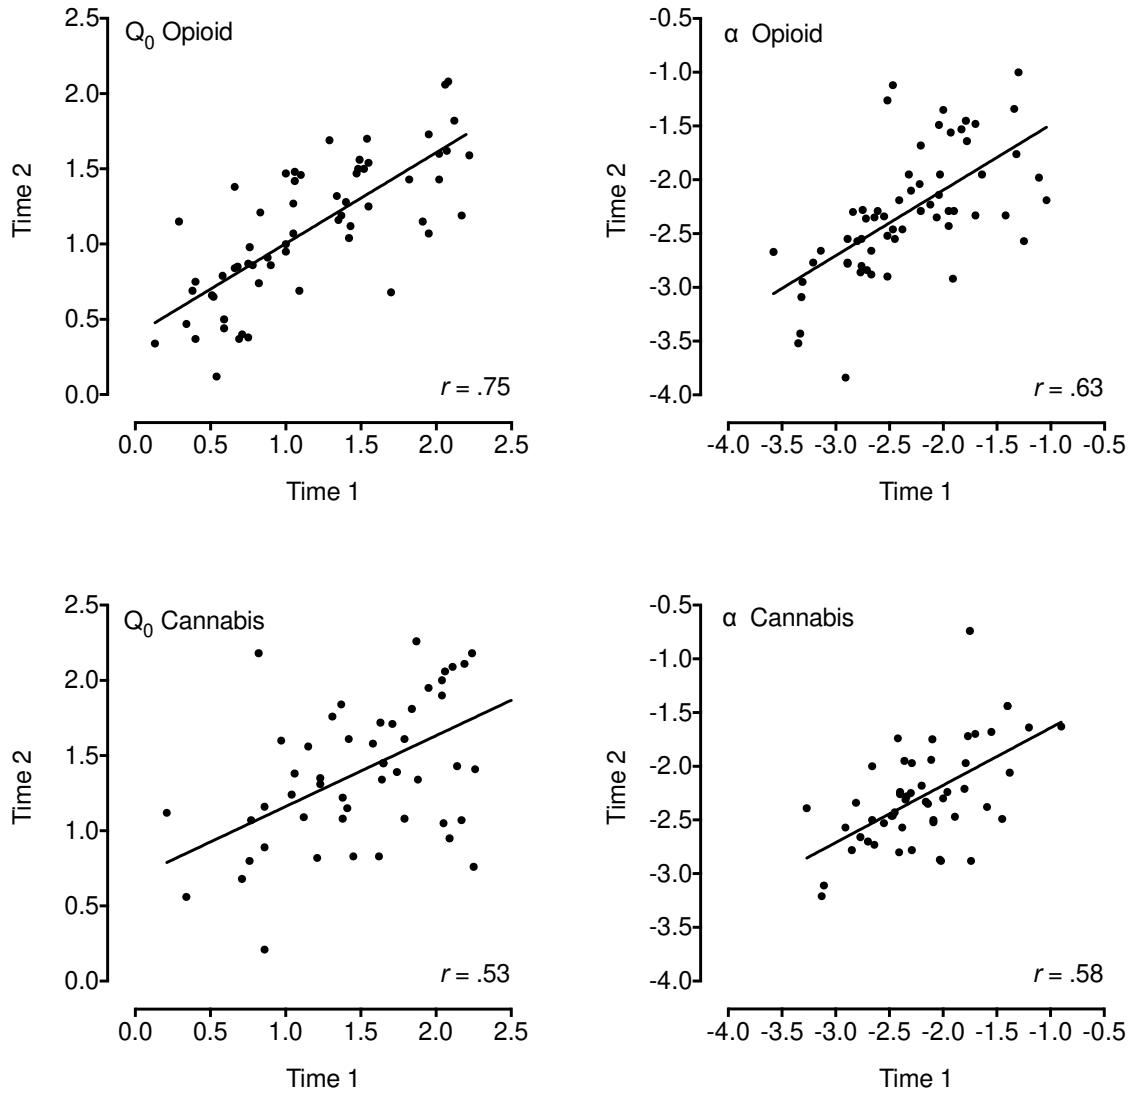 Q0 Opioid
2.5
2.0
1.5
1.0
0.5
0.0
Time 2
r = .75
0.0 0.5 1.0 1.5 2.0 2.5
Time 1
α Opioid
-0.5
-1.0
-1.5
-2.0
-2.5
-3.0
-3.5
-4.0
Time 2
r = .63
-4.0 -3.5 -3.0 -2.5 -2.0 -1.5 -1.0 -0.5
Time 1
Q0 Cannabis
2.5
2.0
1.5
1.0
0.5
0.0
Time 2
r = .53
0.0 0.5 1.0 1.5 2.0 2.5
Time 1
α Cannabis
-0.5
-1.0
-1.5
-2.0
-2.5
-3.0
-3.5
-4.0
Time 2
r = .58
-4.0 -3.5 -3.0 -2.5 -2.0 -1.5 -1.0 -0.5
Time 1